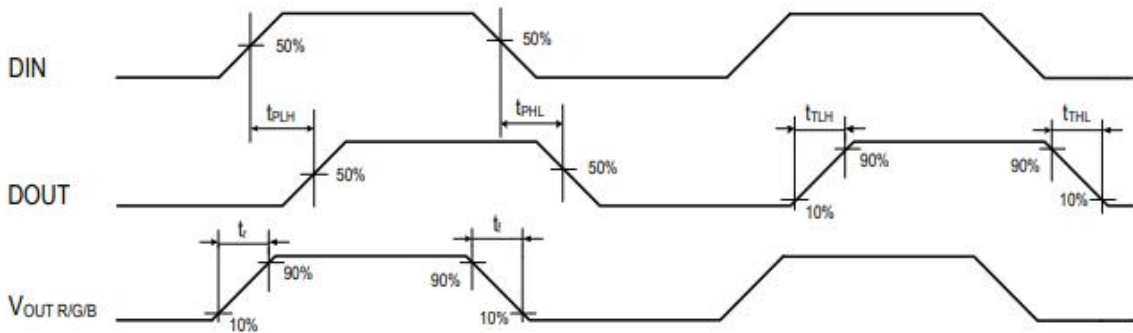 DIN
50%
50%
tPLH
tPHL
tTLH
tTHL
DOUT
50%
50%
90%
90%
10%
10%
tr
tf
VOUT R/G/B
90%
90%
10%
10%